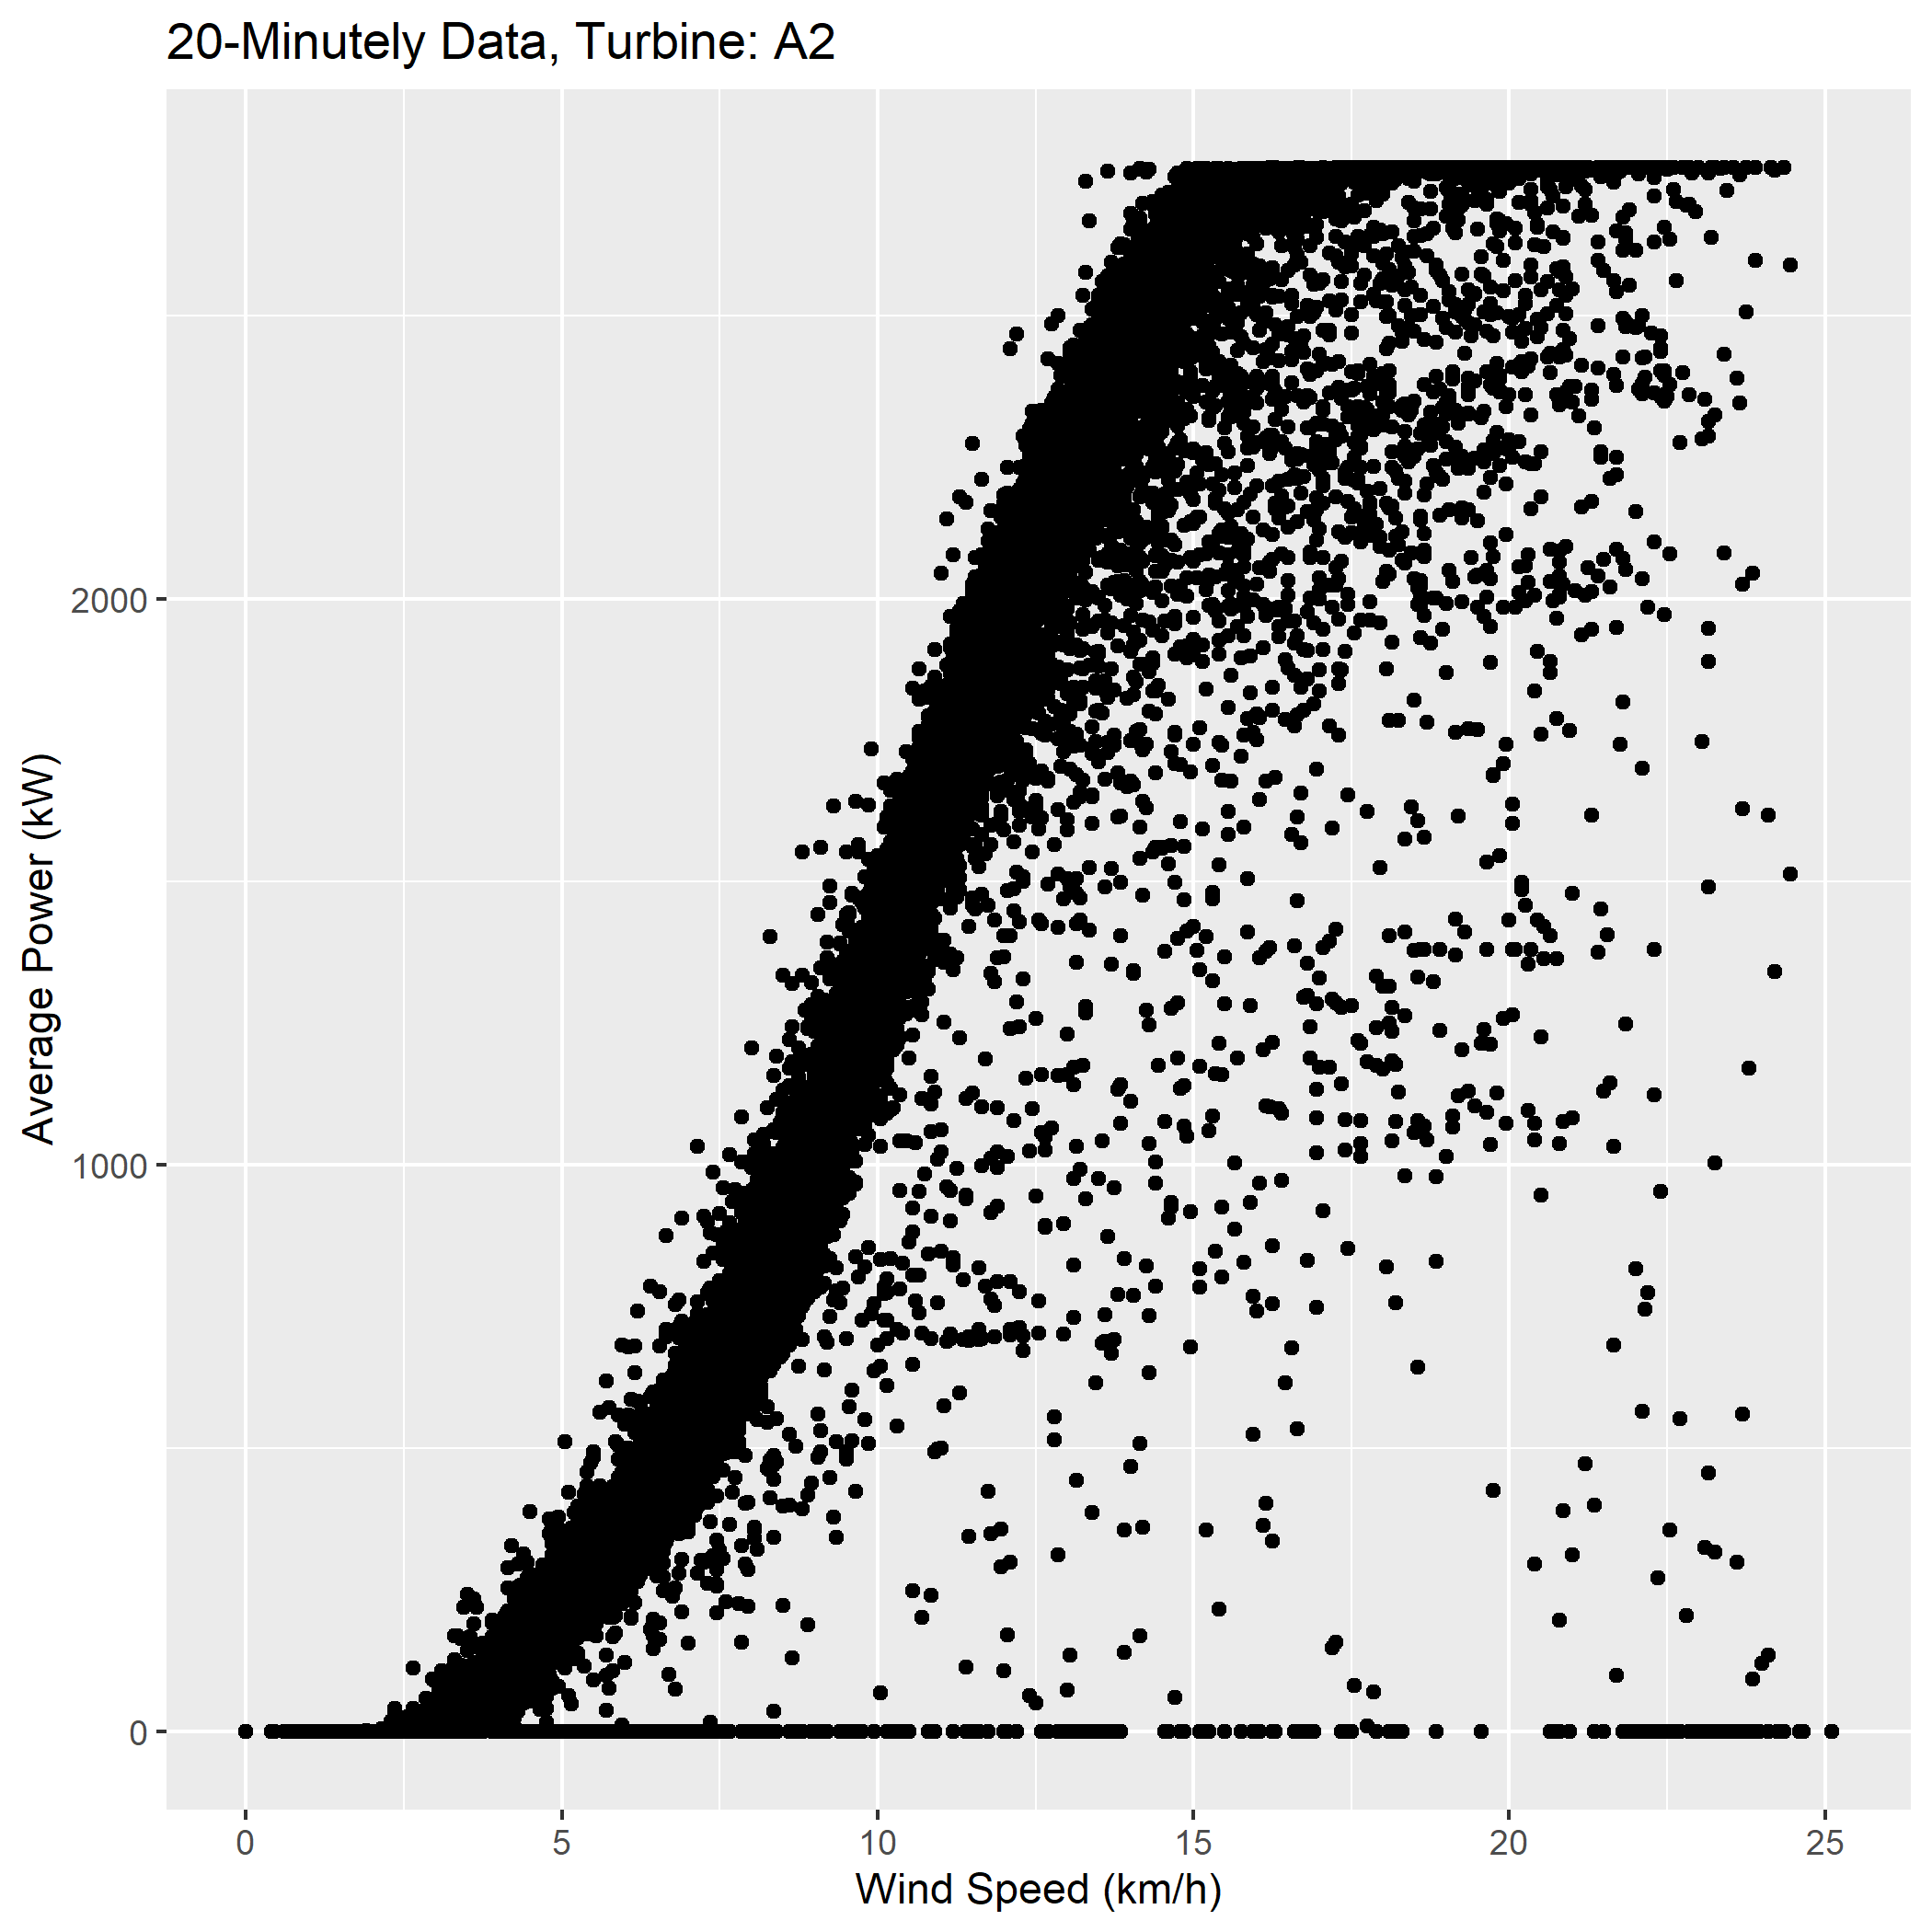 20-Minutely Data, Turbine: A2
Average Power (kW)
2000
1000
0
0 5 10 15 20 25
Wind Speed (km/h)